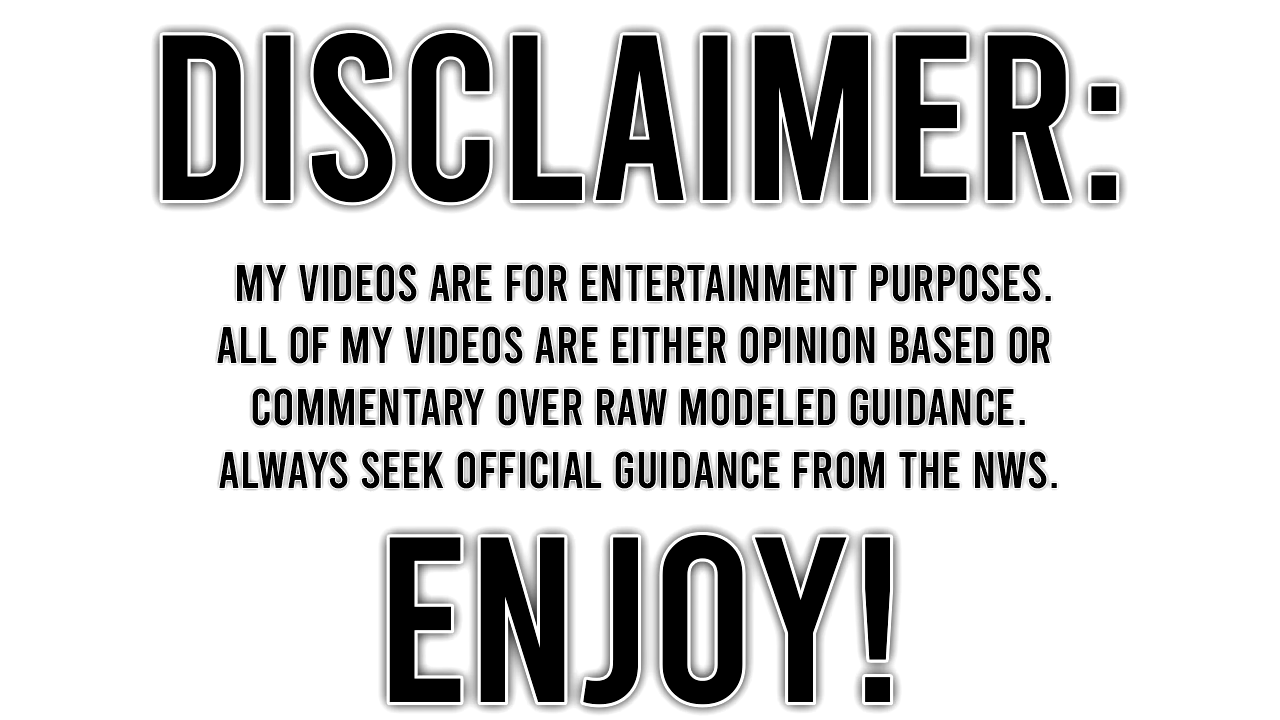 DISCLAIMER:
MY VIDEOS ARE FOR ENTERTAINMENT PURPOSES.
ALL OF MY VIDEOS ARE EITHER OPINION BASED OR
COMMENTARY OVER RAW MODELED GUIDANCE.
ALWAYS SEEK OFFICIAL GUIDANCE FROM THE NWS.
ENJOY!